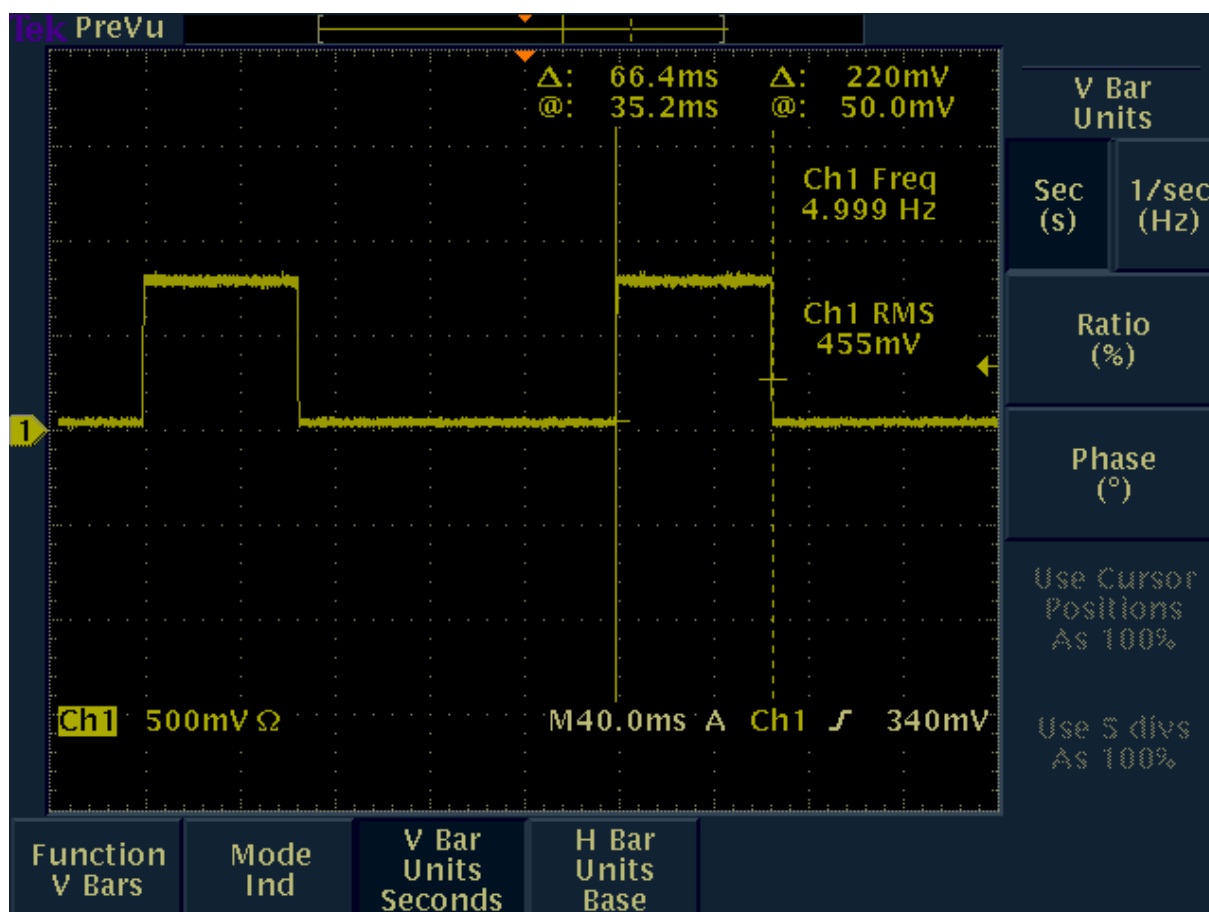 Tek PreVu
Δ: 66.4ms Δ: 220mV
@: 35.2ms @: 50.0mV
Ch1 Freq
4.999 Hz
Ch1 RMS
455mV
1
Ch1 500mV Ω M40.0ms A Ch1 ʃ 340mV
V Bar
Units
Sec
(s)
1/sec
(Hz)
Ratio
(%)
Phase
(°)
Use Cursor
Positions
As 100%
Use 5 divs
As 100%
Function
V Bars
Mode
Ind
V Bar
Units
Seconds
H Bar
Units
Base